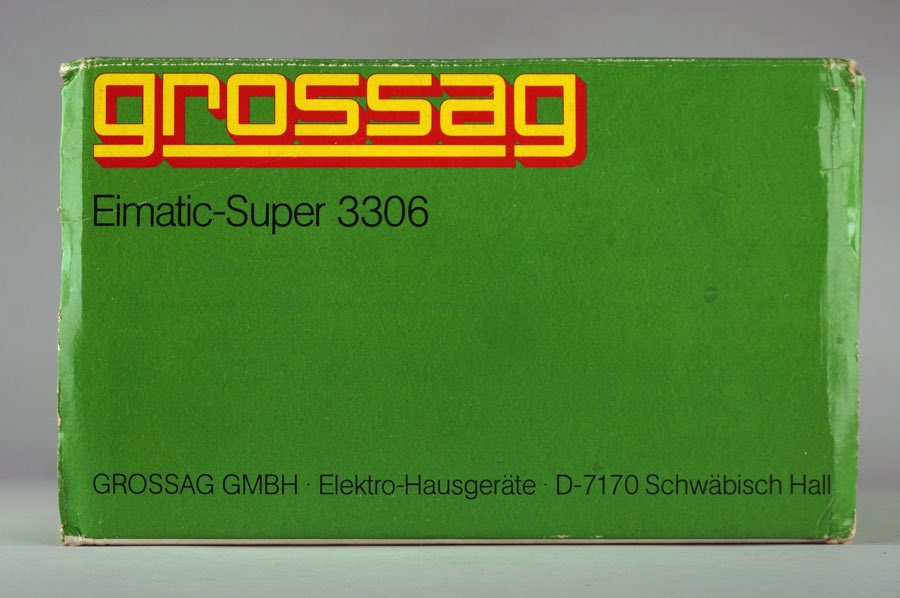 grossag
Eimatic-Super 3306
GROSSAG GMBH · Elektro-Hausgeräte · D-7170 Schwäbisch Hall